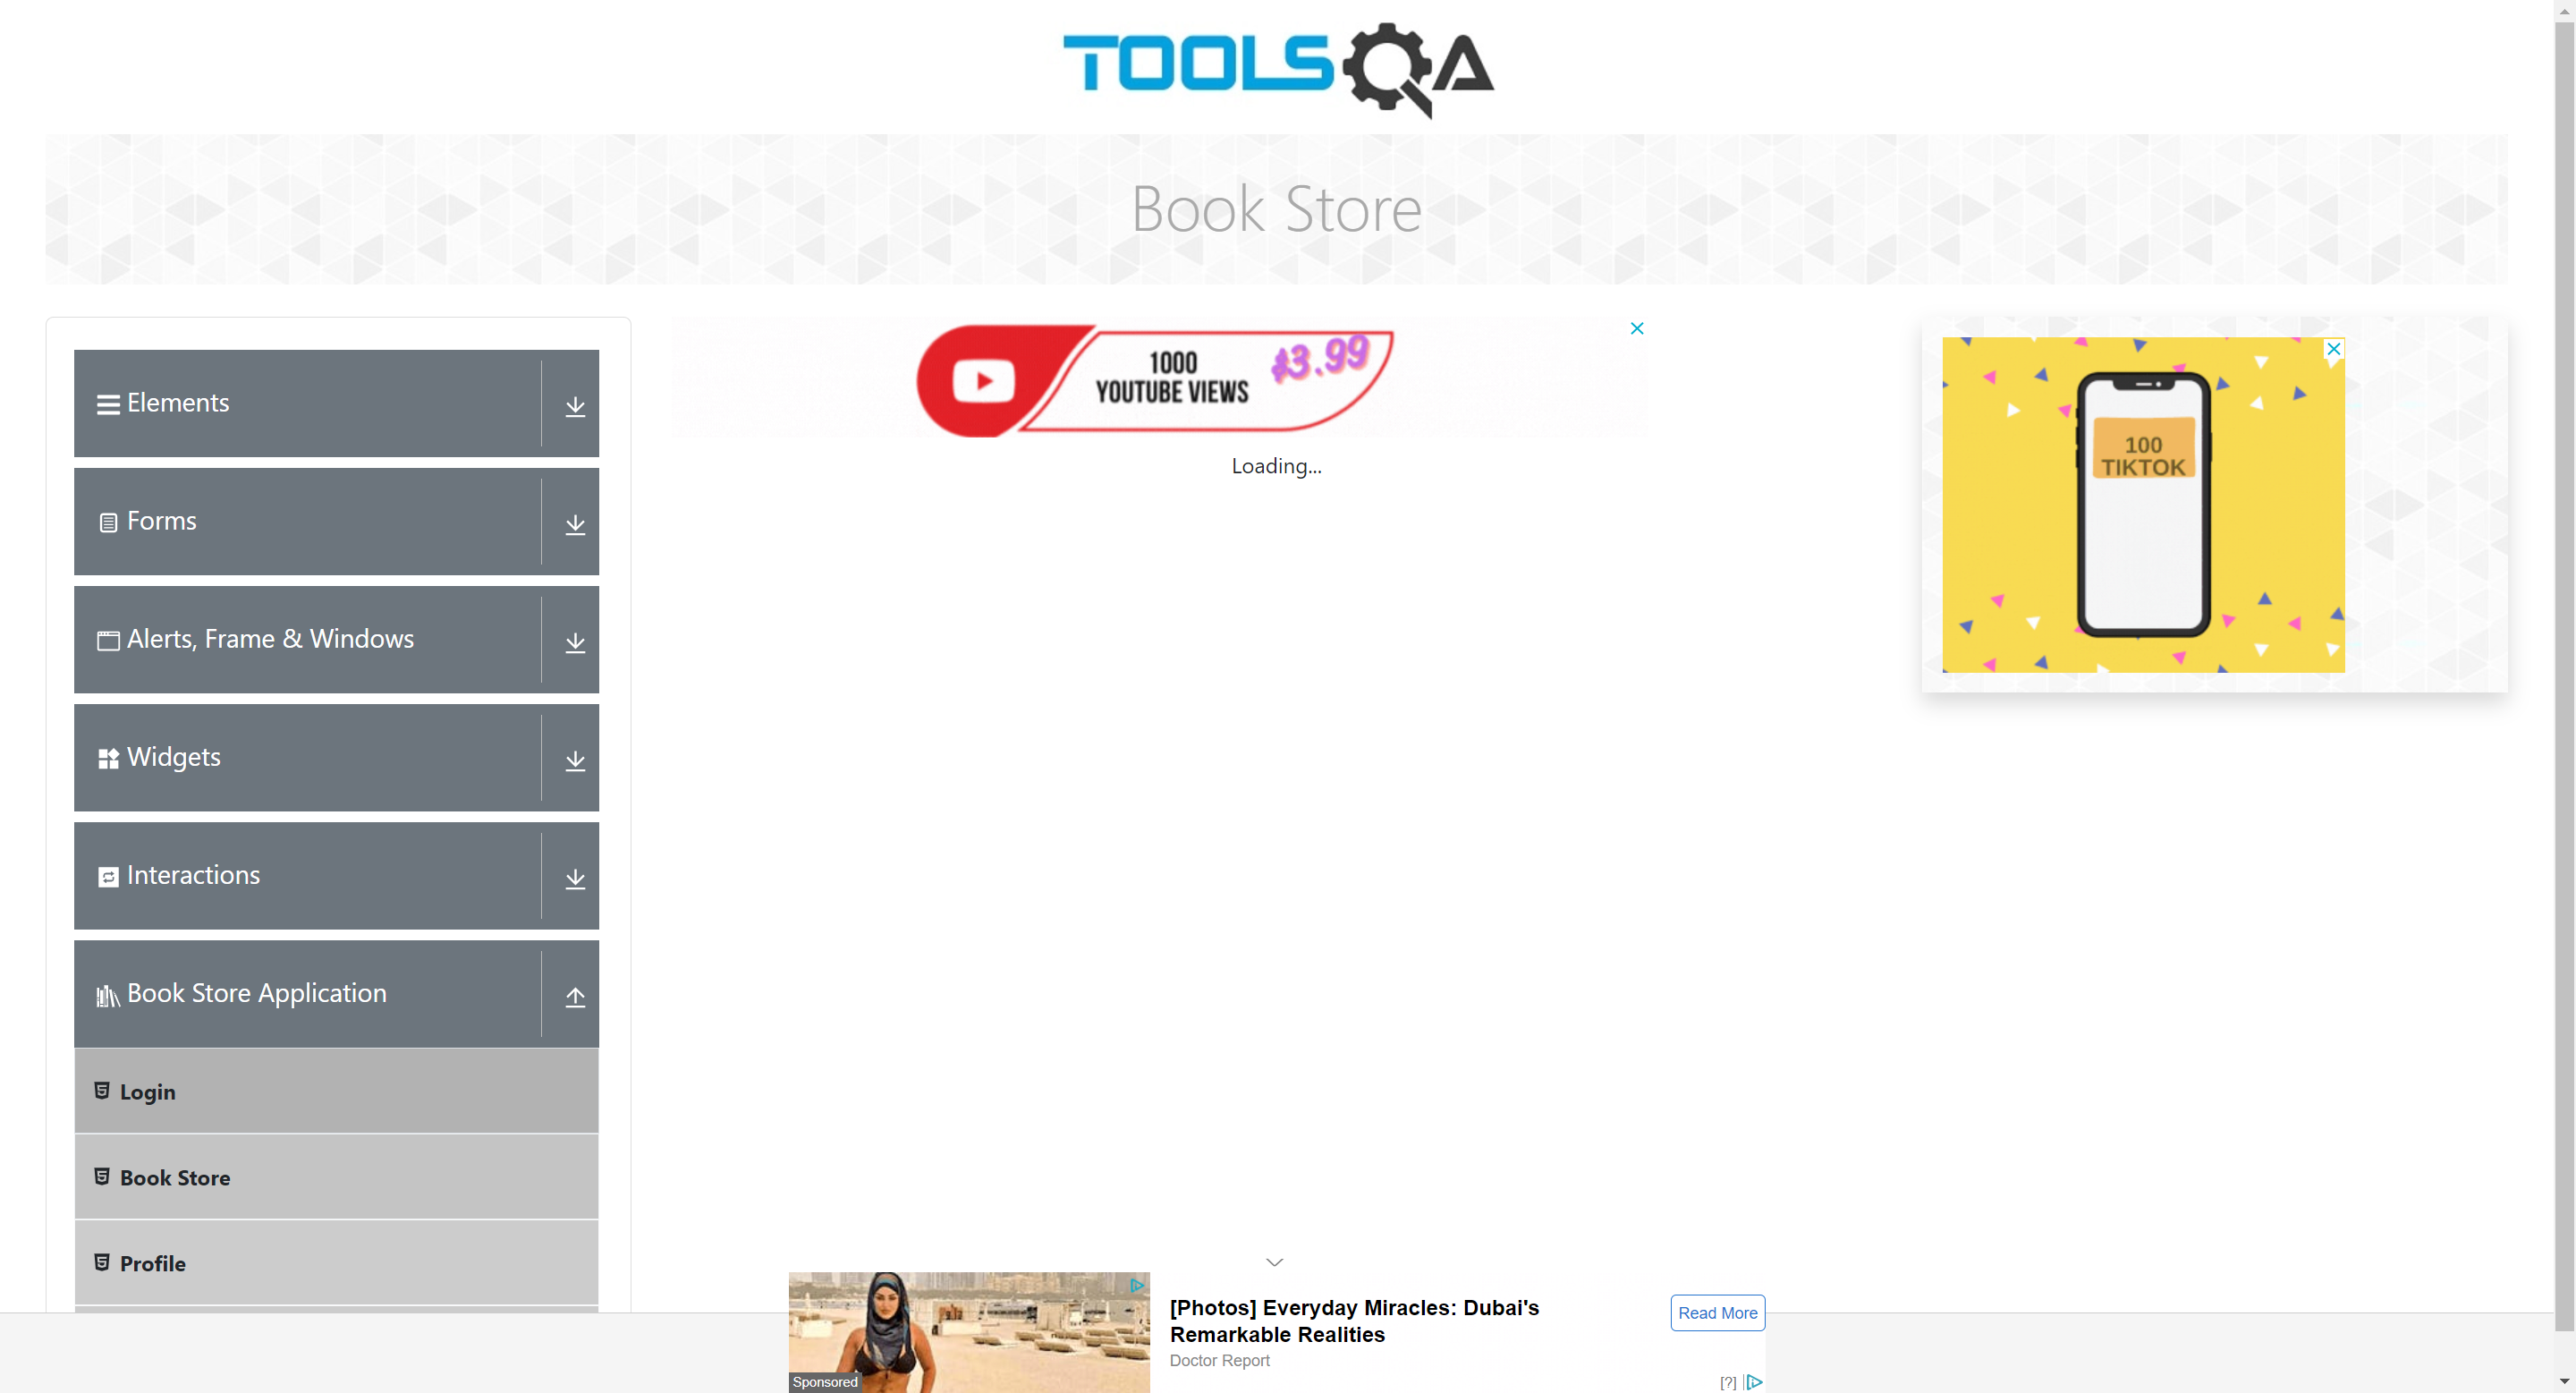 TOOLSQA
Book Store
Elements
Forms
Alerts, Frame & Windows
Widgets
Interactions
Book Store Application
Login
Book Store
Profile
1000
YOUTUBE VIEWS
$3.99
Loading...
100
TIKTOK
[Photos] Everyday Miracles: Dubai's
Remarkable Realities
Doctor Report
Read More
Sponsored
[?]